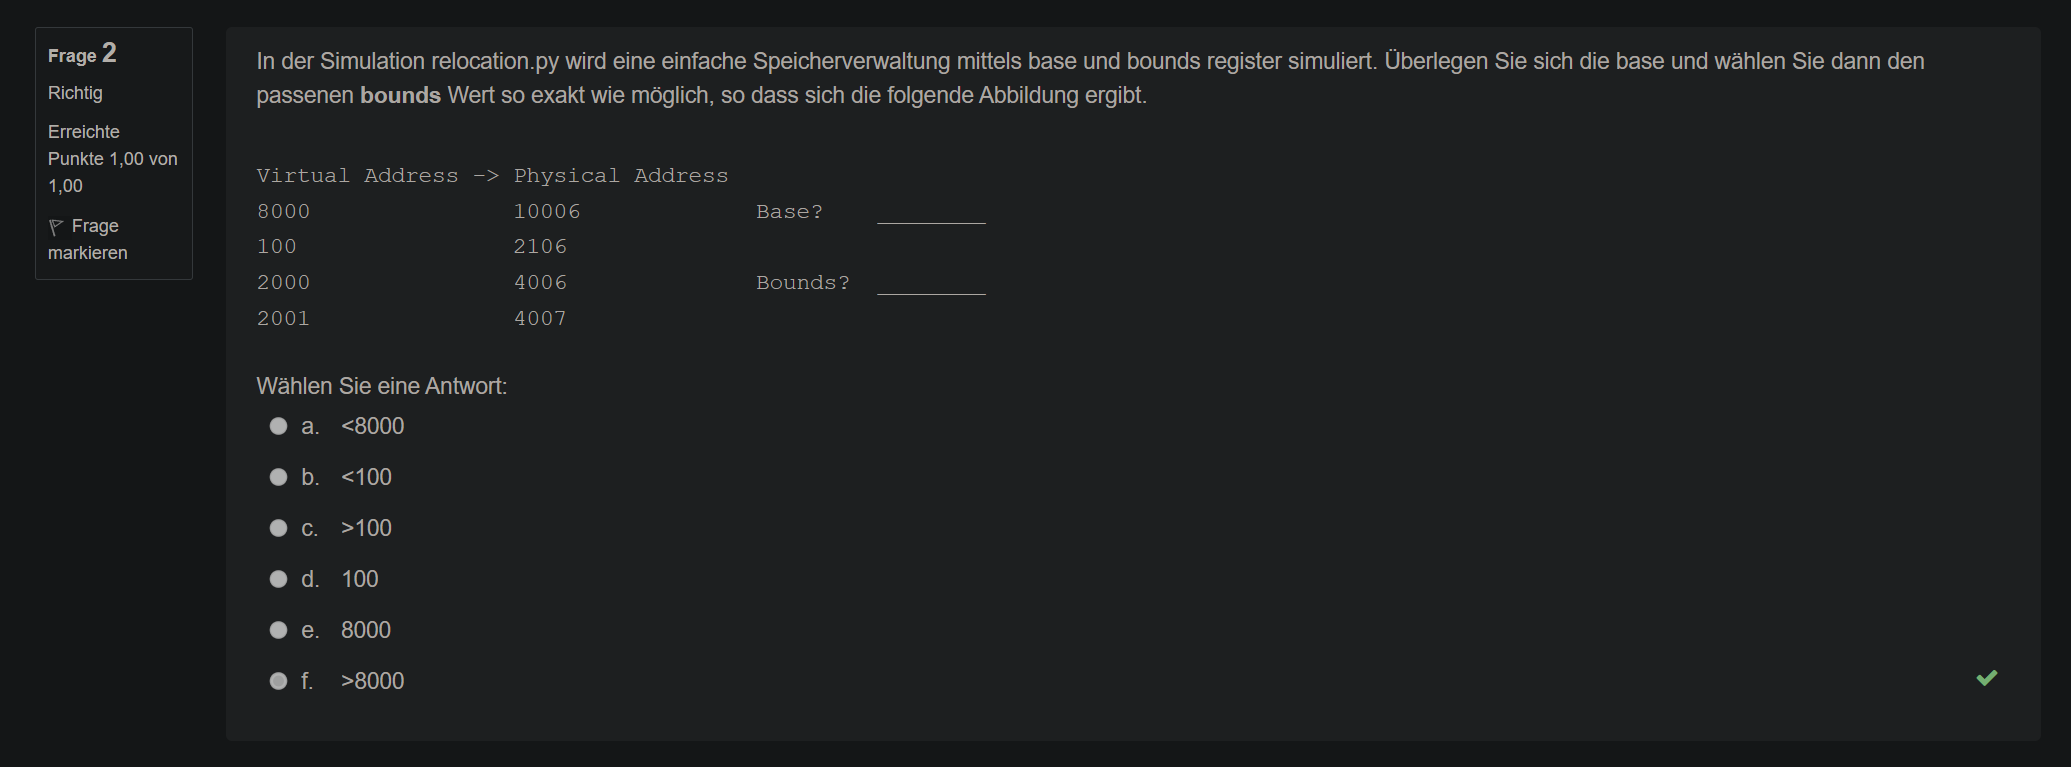 Frage 2
Richtig
Erreichte
Punkte 1,00 von
1,00
Frage
markieren
In der Simulation relocation.py wird eine einfache Speicherverwaltung mittels base und bounds register simuliert. Überlegen Sie sich die base und wählen Sie dann den
passenen bounds Wert so exakt wie möglich, so dass sich die folgende Abbildung ergibt.
Virtual Address -> Physical Address
8000 10006 Base? ________
100 2106
2000 4006 Bounds? ________
2001 4007
Wählen Sie eine Antwort:
a. <8000
b. <100
c. >100
d. 100
e. 8000
f. >8000